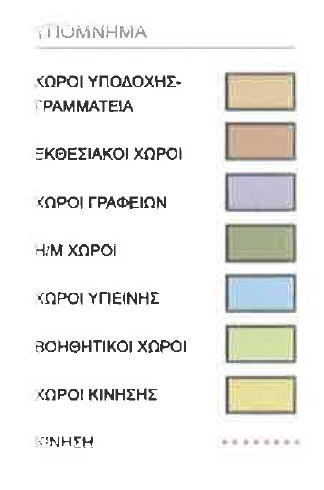 ΥΠΟΜΝΗΜΑ
ΧΩΡΟΙ ΥΠΟΔΟΧΗΣ-
ΓΡΑΜΜΑΤΕΙΑ
ΕΚΘΕΣΙΑΚΟΙ ΧΩΡΟΙ
ΧΩΡΟΙ ΓΡΑΦΕΙΩΝ
Η/Μ ΧΩΡΟΙ
ΧΩΡΟΙ ΥΓΙΕΙΝΗΣ
ΒΟΗΘΗΤΙΚΟΙ ΧΩΡΟΙ
ΧΩΡΟΙ ΚΙΝΗΣΗΣ
ΚΙΝΗΣΗ